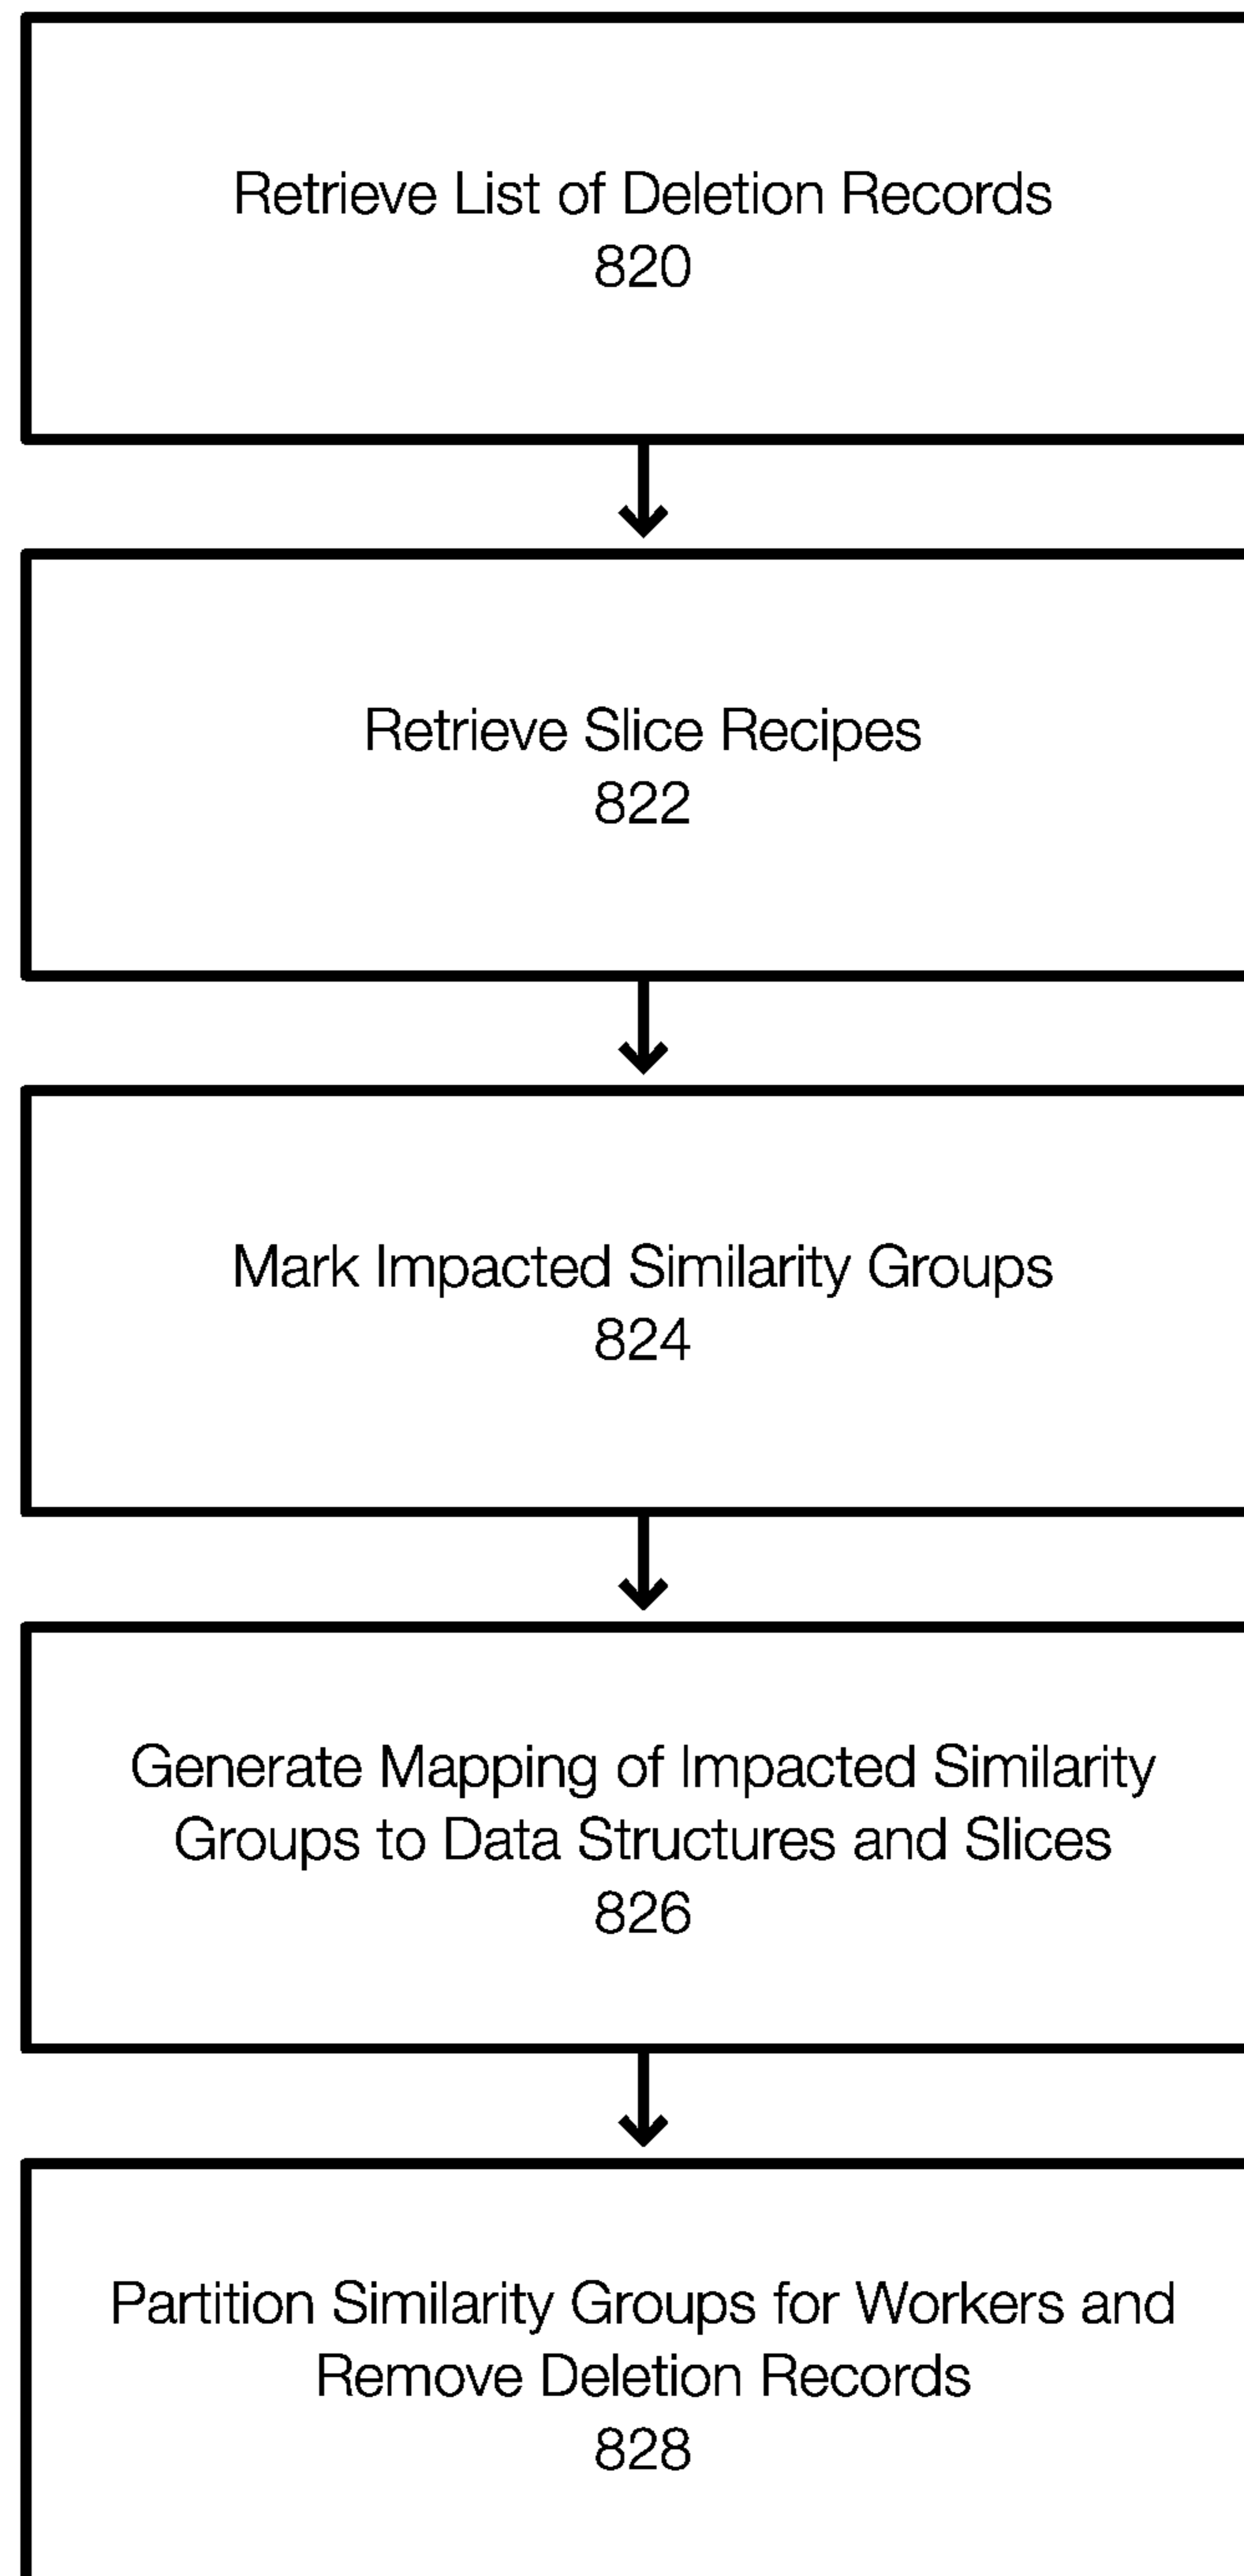 Retrieve List of Deletion Records
820
Retrieve Slice Recipes
822
Mark Impacted Similarity Groups
824
Generate Mapping of Impacted Similarity
Groups to Data Structures and Slices
826
Partition Similarity Groups for Workers and
Remove Deletion Records
828